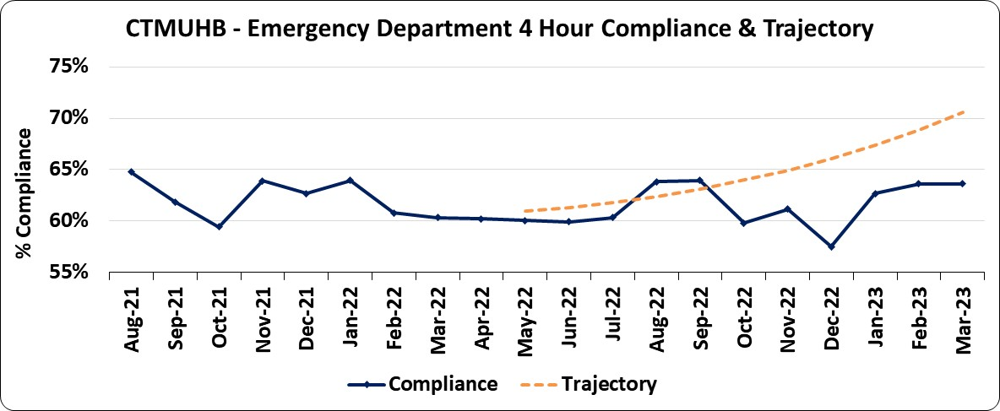 CTMUHB - Emergency Department 4 Hour Compliance & Trajectory
75%
70%
65%
60%
55%
% Compliance
Aug-21
Sep-21
Oct-21
Nov-21
Dec-21
Jan-22
Feb-22
Mar-22
Apr-22
May-22
Jun-22
Jul-22
Aug-22
Sep-22
Oct-22
Nov-22
Dec-22
Jan-23
Feb-23
Mar-23
Compliance
Trajectory